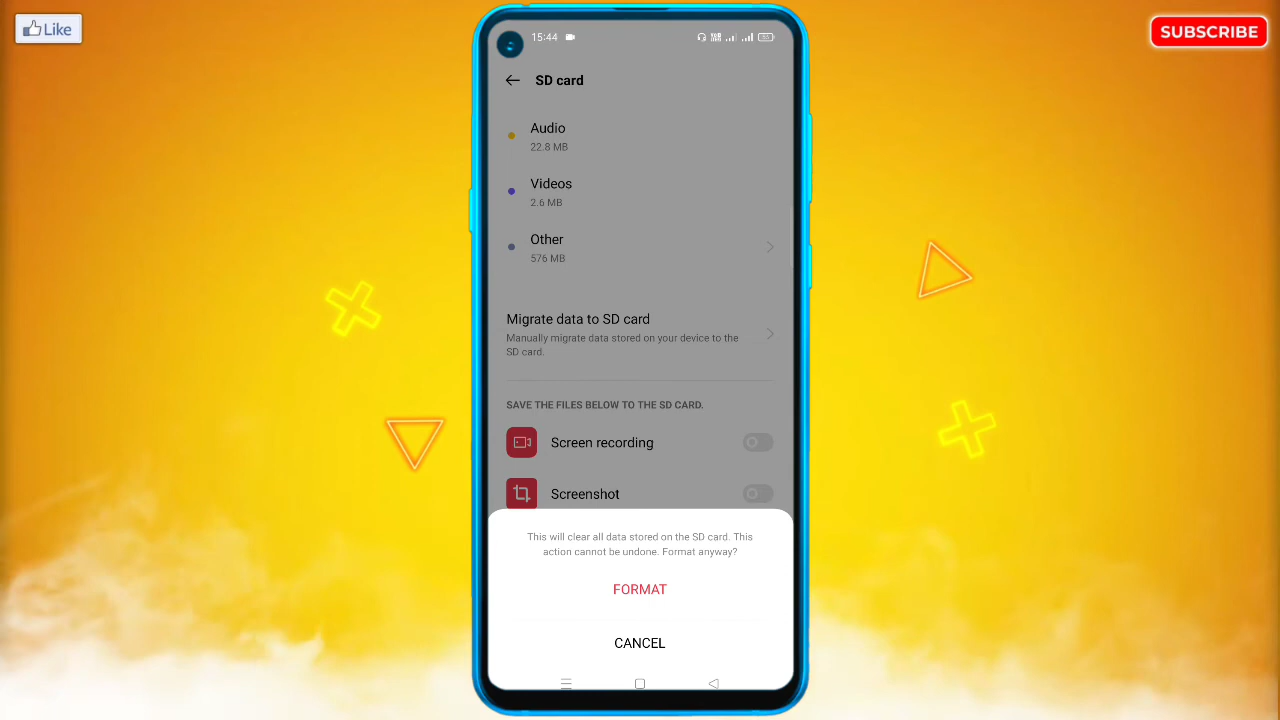 Like
SUBSCRIBE
15:44
SD card
Audio
22.8 MB
Videos
2.6 MB
Other
576 MB
Migrate data to SD card
Manually migrate data stored on your device to the
SD card.
SAVE THE FILES BELOW TO THE SD CARD.
Screen recording
Screenshot
This will clear all data stored on the SD card. This
action cannot be undone. Format anyway?
FORMAT
CANCEL